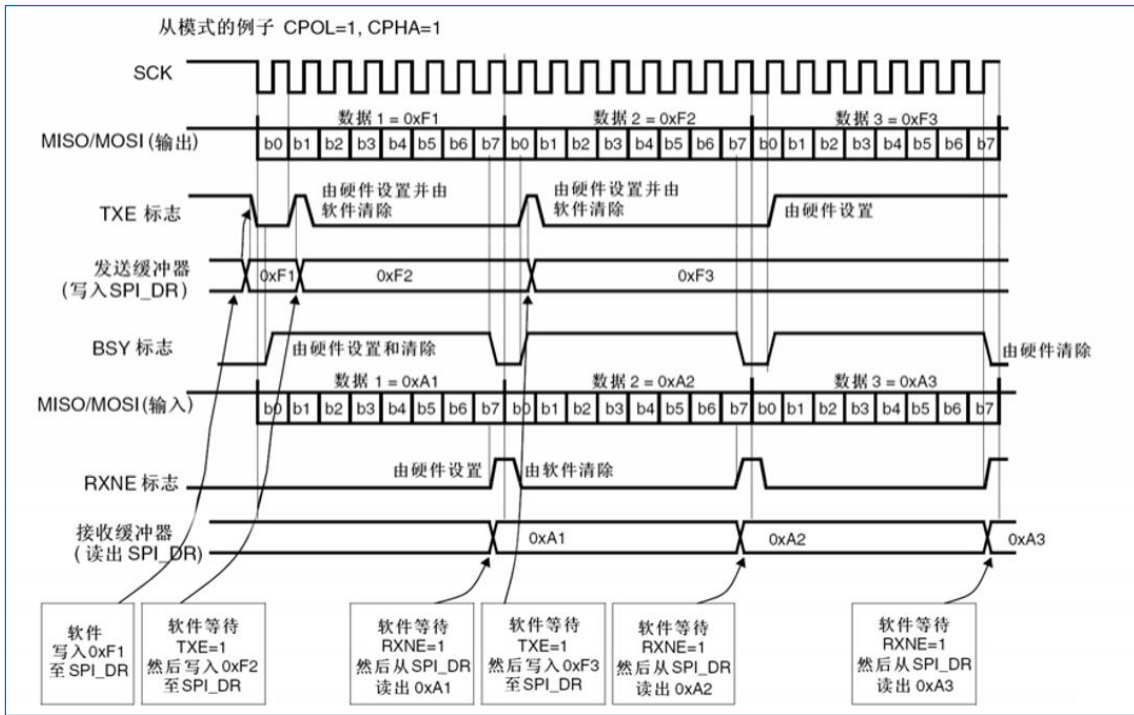 从模式的例子 CPOL=1, CPHA=1
SCK
数据 1 = 0xF1 数据 2 = 0xF2 数据 3 = 0xF3
MISO/MOSI(输出) b0 b1 b2 b3 b4 b5 b6 b7 b0 b1 b2 b3 b4 b5 b6 b7 b0 b1 b2 b3 b4 b5 b6 b7
TXE 标志
由硬件设置并由
软件清除
由硬件设置并由
软件清除
由硬件设置
发送缓冲器
(写入SPI_DR)
0xF1 0xF2 0xF3
BSY 标志 由硬件设置和清除 由硬件清除
数据 1 = 0xA1 数据 2 = 0xA2 数据 3 = 0xA3
MISO/MOSI(输入) b0 b1 b2 b3 b4 b5 b6 b7 b0 b1 b2 b3 b4 b5 b6 b7 b0 b1 b2 b3 b4 b5 b6 b7
RXNE 标志 由硬件设置 由软件清除
接收缓冲器
(读出 SPI_DR)
0xA1 0xA2 0xA3
软件
写入0xF1
至SPI_DR
软件等待
TXE=1
然后写入0xF2
至SPI_DR
软件等待
RXNE=1
然后从SPI_DR
读出 0xA1
软件等待
TXE=1
然后写入0xF3
至SPI_DR
软件等待
RXNE=1
然后从SPI_DR
读出 0xA2
软件等待
RXNE=1
然后从SPI_DR
读出 0xA3